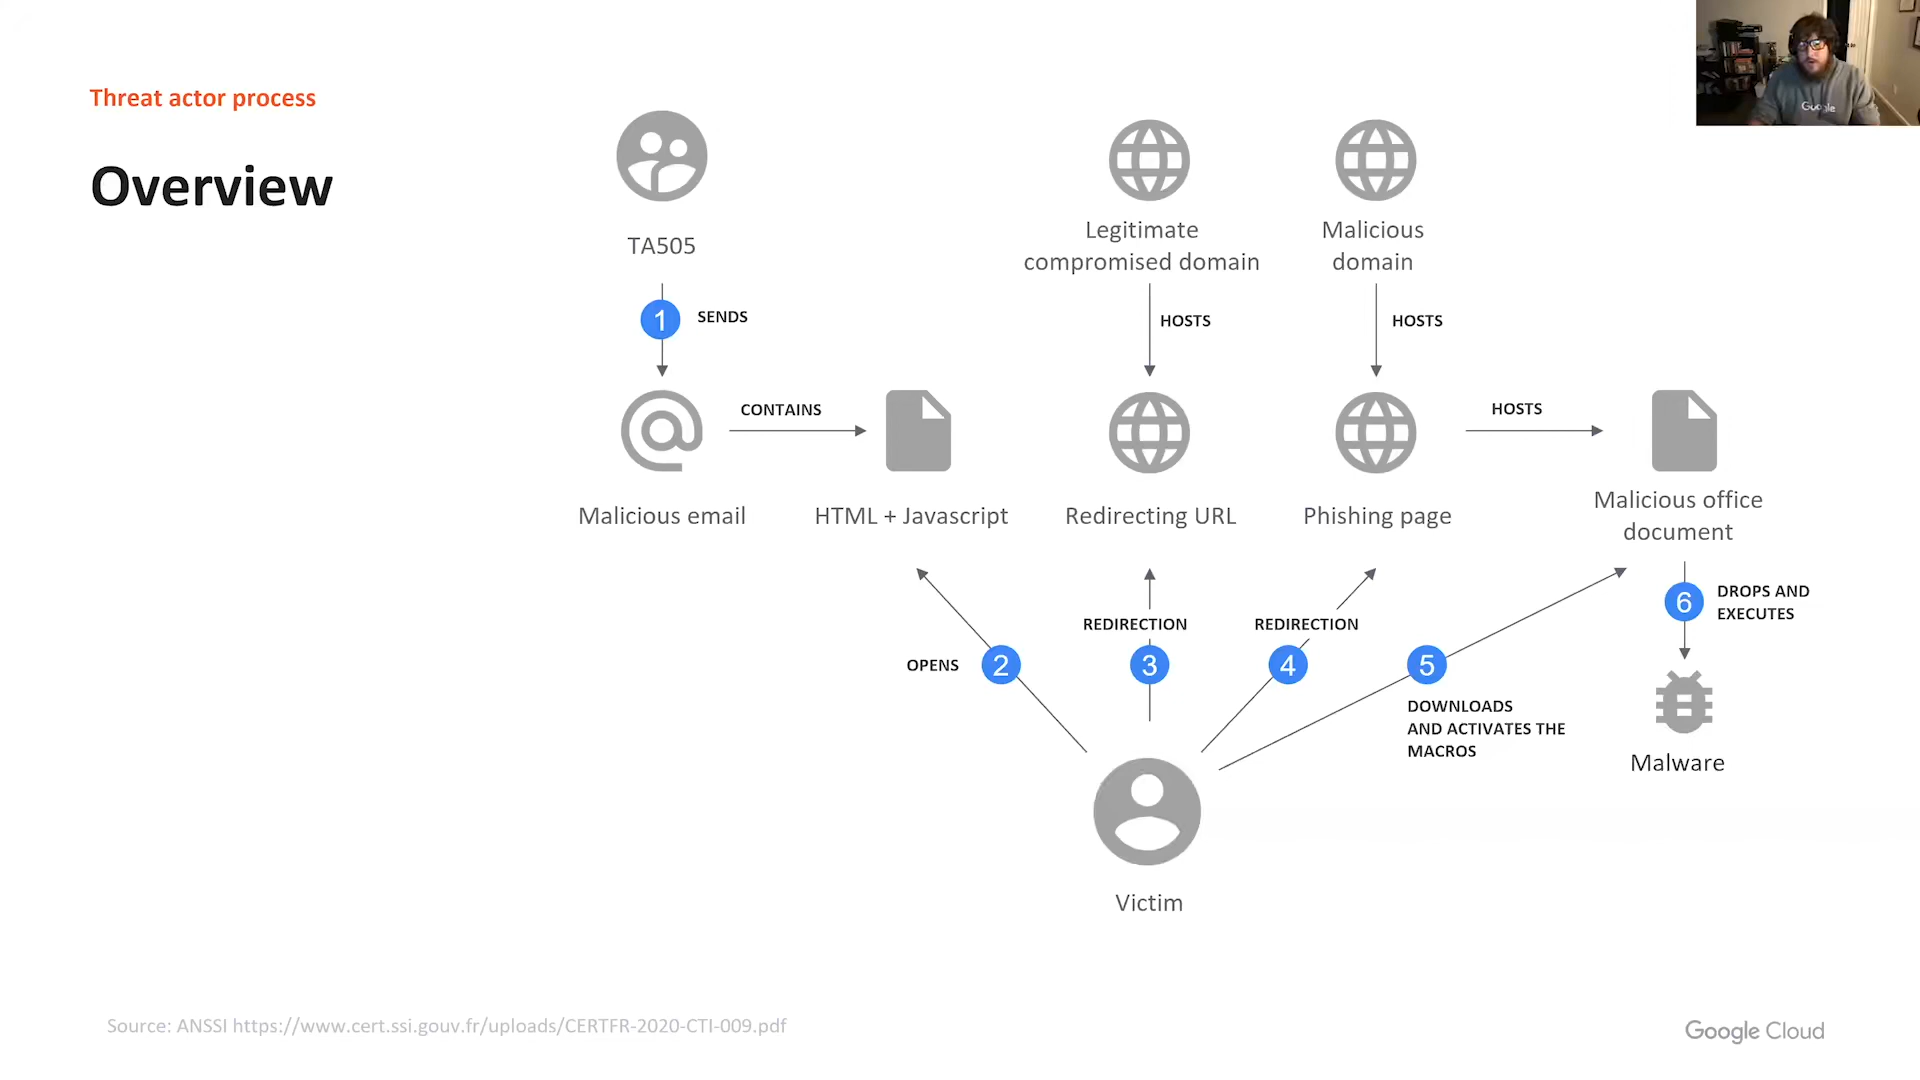 Threat actor process
Overview
Google
TA505
Legitimate
compromised domain
Malicious
domain
1
SENDS
HOSTS
HOSTS
CONTAINS
HOSTS
Malicious email
HTML + Javascript
Redirecting URL
Phishing page
Malicious office
document
OPENS
2
REDIRECTION
3
REDIRECTION
4
5
DOWNLOADS
AND ACTIVATES THE
MACROS
6
DROPS AND
EXECUTES
Malware
Victim
Source: ANSSI https://www.cert.ssi.gouv.fr/uploads/CERTFR-2020-CTI-009.pdf
Google Cloud